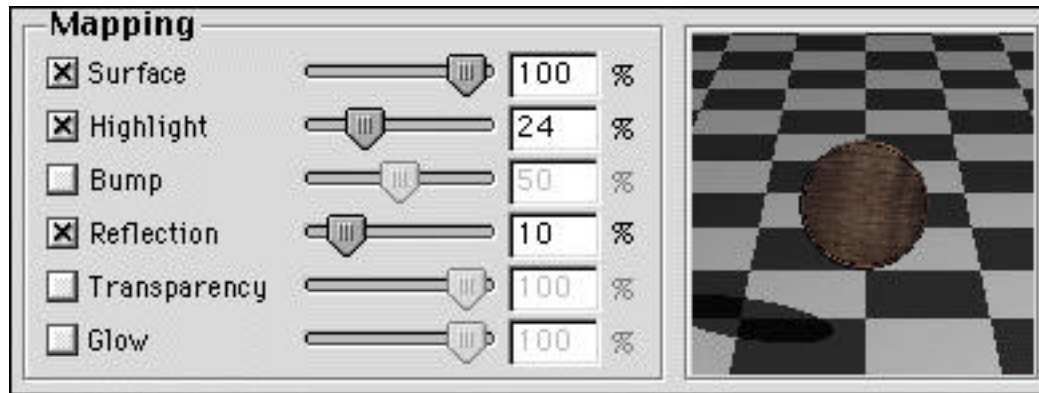 Mapping
Surface 100 %
Highlight 24 %
Bump 50 %
Reflection 10 %
Transparency 100 %
Glow 100 %